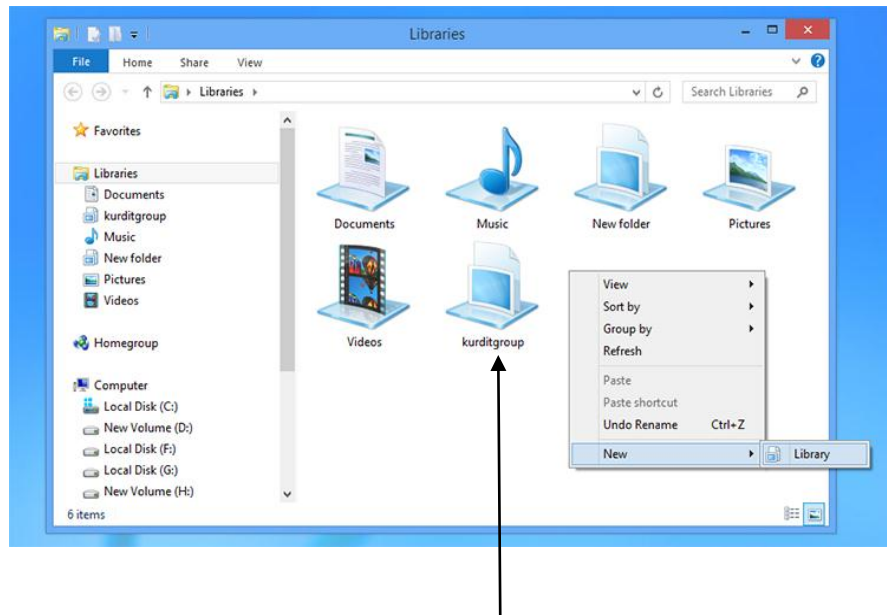 Libraries
File Home Share View
Libraries
Search Libraries
Favorites
Libraries
Documents
kurditgroup
Music
New folder
Pictures
Videos
Homegroup
Computer
Local Disk (C:)
New Volume (D:)
Local Disk (F:)
Local Disk (G:)
New Volume (H:)
Documents Music New folder Pictures
Videos kurditgroup
View
Sort by
Group by
Refresh
Paste
Paste shortcut
Undo Rename Ctrl+Z
New
Library
6 items